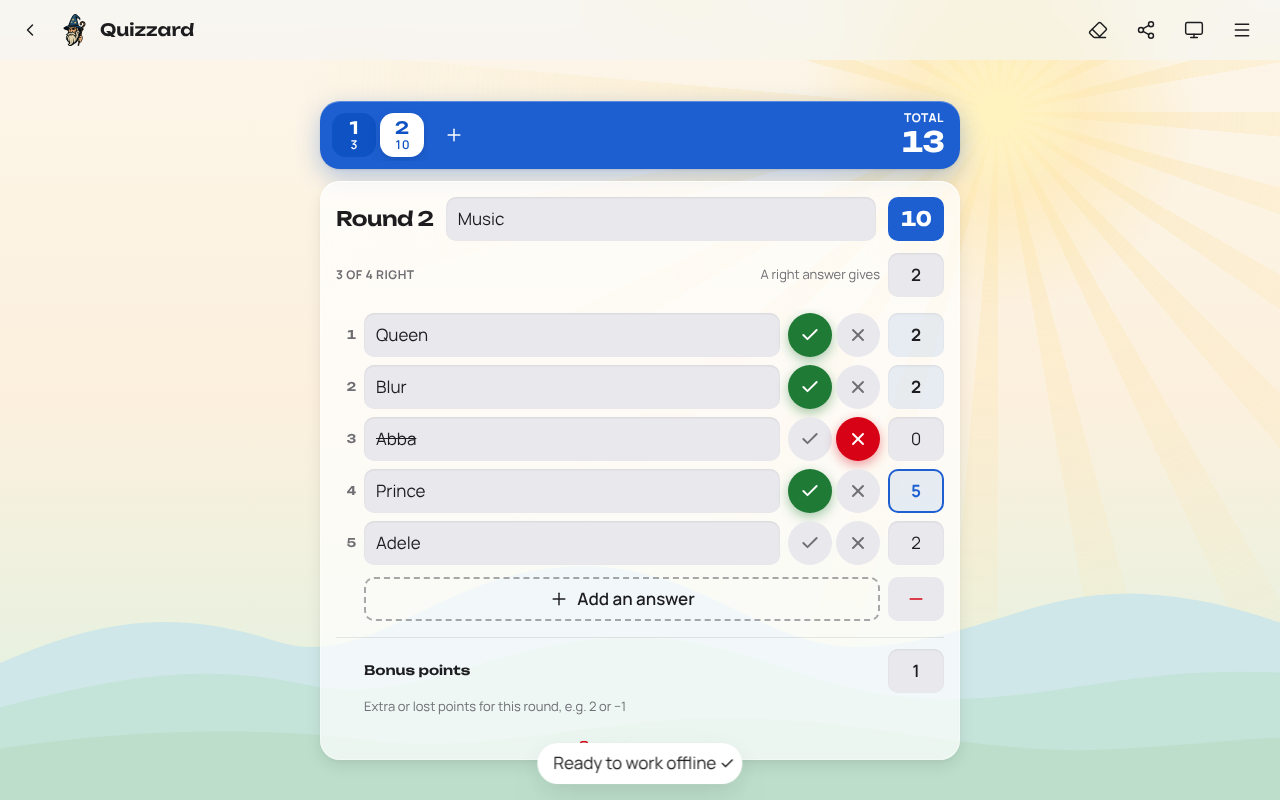 Quizzard
1
3
2
10
TOTAL
13
Round 2
Music
10
3 OF 4 RIGHT
A right answer gives
2
1
Queen
2
2
Blur
2
3
Abba
0
4
Prince
5
5
Adele
2
Add an answer
Bonus points
1
Extra or lost points for this round, e.g. 2 or −1
Ready to work offline ✓